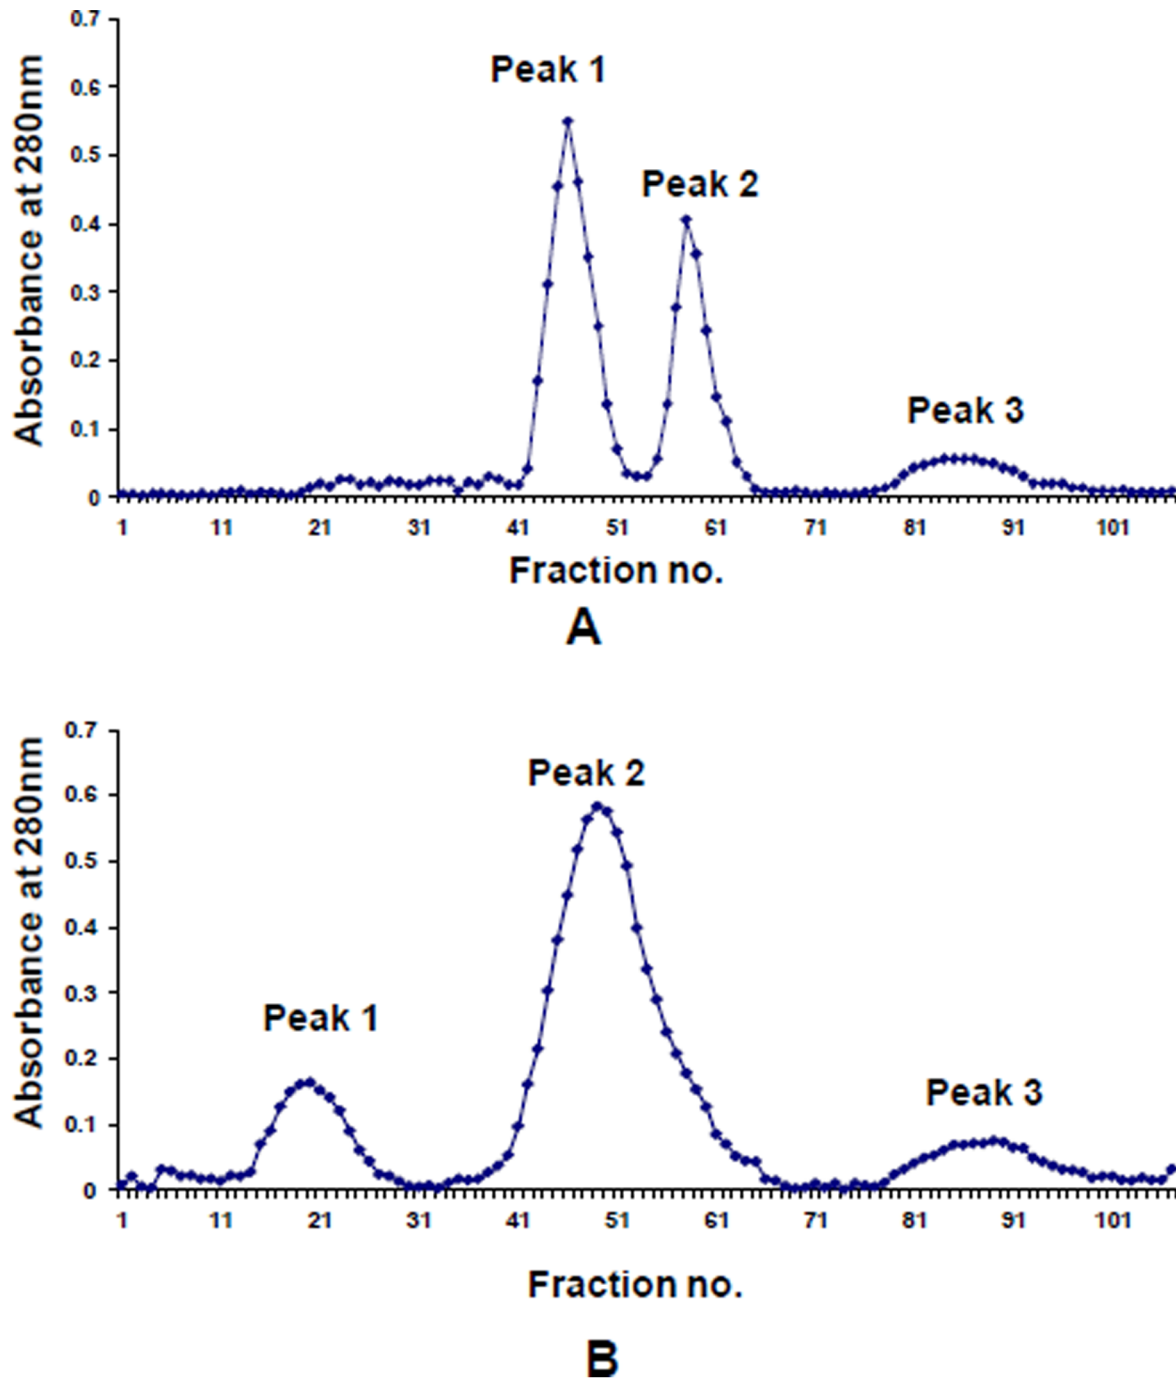 Absorbance at 280nm
0.7
0.6
0.5
0.4
0.3
0.2
0.1
0
Peak 1
Peak 2
Peak 3
1 11 21 31 41 51 61 71 81 91 101
Fraction no.
A
Absorbance at 280nm
0.7
0.6
0.5
0.4
0.3
0.2
0.1
0
Peak 2
Peak 1
Peak 3
1 11 21 31 41 51 61 71 81 91 101
Fraction no.
B